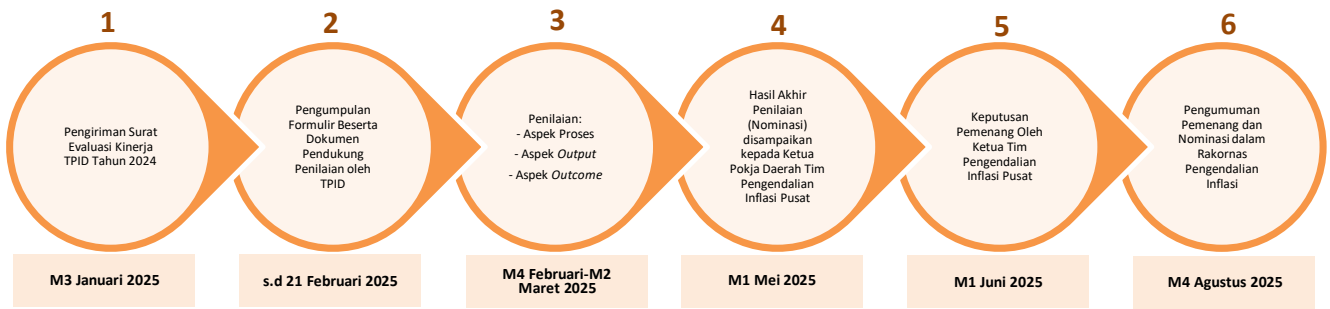 1
Pengiriman Surat
Evaluasi Kinerja
TPID Tahun 2024
M3 Januari 2025
2
Pengumpulan
Formulir Beserta
Dokumen
Pendukung
Penilaian oleh
TPID
s.d 21 Februari 2025
3
Penilaian:
- Aspek Proses
- Aspek Output
- Aspek Outcome
M4 Februari-M2
Maret 2025
4
Hasil Akhir
Penilaian
(Nominasi)
disampaikan
kepada Ketua
Pokja Daerah Tim
Pengendalian
Inflasi Pusat
M1 Mei 2025
5
Keputusan
Pemenang Oleh
Ketua Tim
Pengendalian
Inflasi Pusat
M1 Juni 2025
6
Pengumuman
Pemenang dan
Nominasi dalam
Rakornas
Pengendalian
Inflasi
M4 Agustus 2025